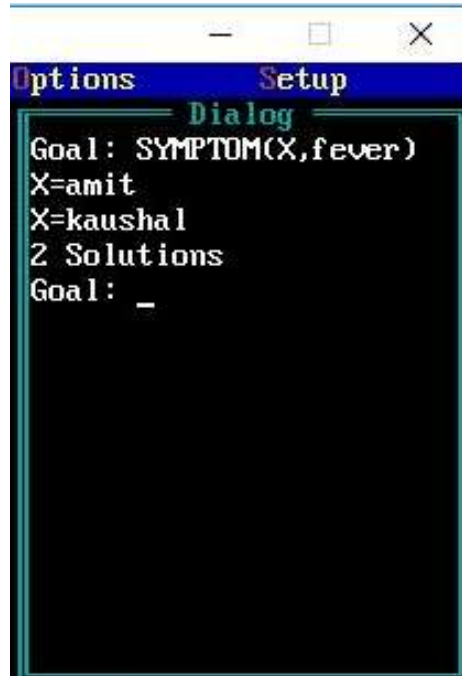 Options Setup
Dialog
Goal: SYMPTOM(X,fever)
X=amit
X=kaushal
2 Solutions
Goal: _